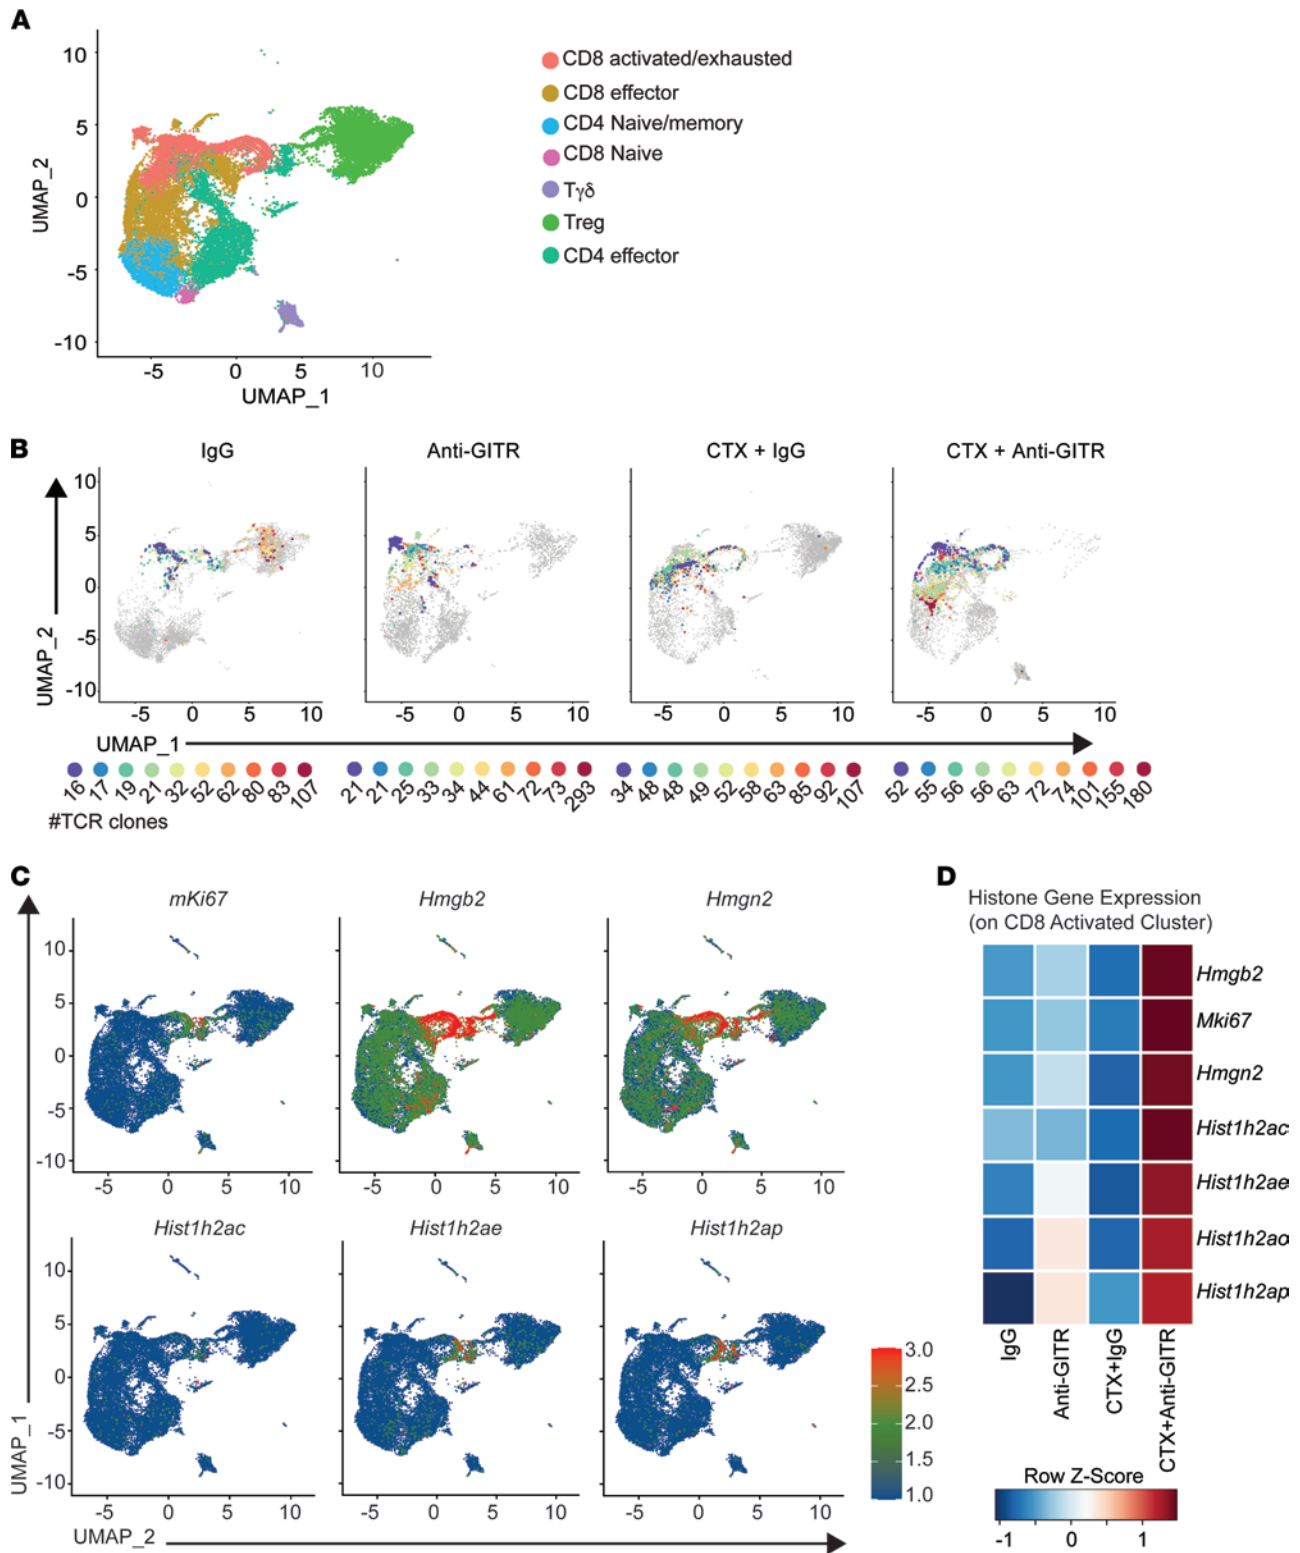 A
10
5
0
-5
-10
UMAP_2
-5 0 5 10
UMAP_1
CD8 activated/exhausted
CD8 effector
CD4 Naive/memory
CD8 Naive
Tγδ
Treg
CD4 effector
B
IgG Anti-GITR CTX + IgG CTX + Anti-GITR
10
5
0
-5
-10
UMAP_2
-5 0 5 10 -5 0 5 10 -5 0 5 10 -5 0 5 10
UMAP_1
16 17 19 21 32 52 62 80 83 107 21 21 25 33 34 44 61 72 73 293 34 48 48 49 52 58 63 85 92 107 52 55 56 56 63 72 74 101 155 180
#TCR clones
C
mKi67 Hmgb2 Hmgn2
10
5
0
-5
-10
-5 0 5 10 -5 0 5 10 -5 0 5 10
Hist1h2ac Hist1h2ae Hist1h2ap
10
5
0
-5
-10
-5 0 5 10 -5 0 5 10 -5 0 5 10
UMAP_1
UMAP_2
3.0
2.5
2.0
1.5
1.0
D
Histone Gene Expression
(on CD8 Activated Cluster)
Hmgb2
Mki67
Hmgn2
Hist1h2ac
Hist1h2ae
Hist1h2ao
Hist1h2ap
IgG Anti-GITR CTX+IgG CTX+Anti-GITR
Row Z-Score
-1 0 1